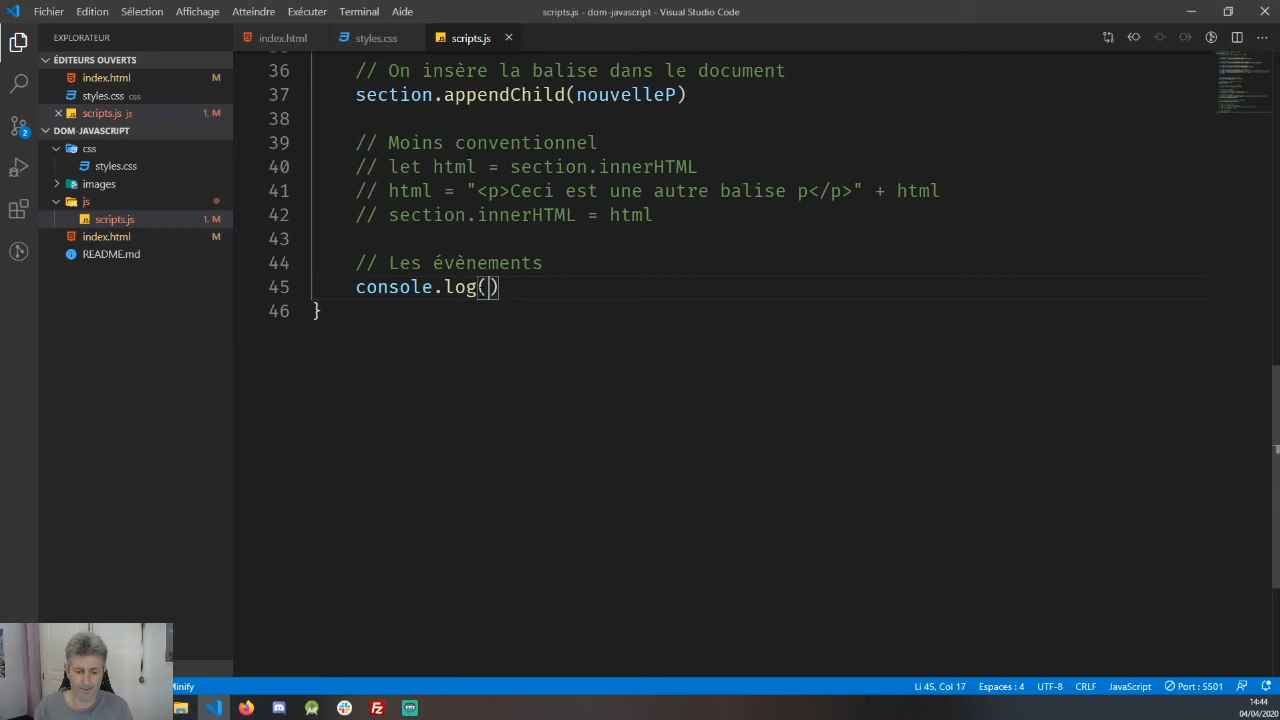 Fichier Edition Sélection Affichage Atteindre Exécuter Terminal Aide
scripts.js - dom-javascript - Visual Studio Code
EXPLORATEUR
index.html
styles.css
scripts.js
ÉDITEURS OUVERTS
index.html M
styles.css css
scripts.js js 1, M
DOM-JAVASCRIPT
css
styles.css
images
js
scripts.js 1, M
index.html M
README.md
36 // On insère la balise dans le document
37 section.appendChild(nouvelleP)
38
39 // Moins conventionnel
40 // let html = section.innerHTML
41 // html = "<p>Ceci est une autre balise p</p>" + html
42 // section.innerHTML = html
43
44 // Les évènements
45 console.log()
46 }
2
Minify
Li 45, Col 17 Espaces : 4 UTF-8 CRLF JavaScript Port : 5501
14:44
04/04/2020